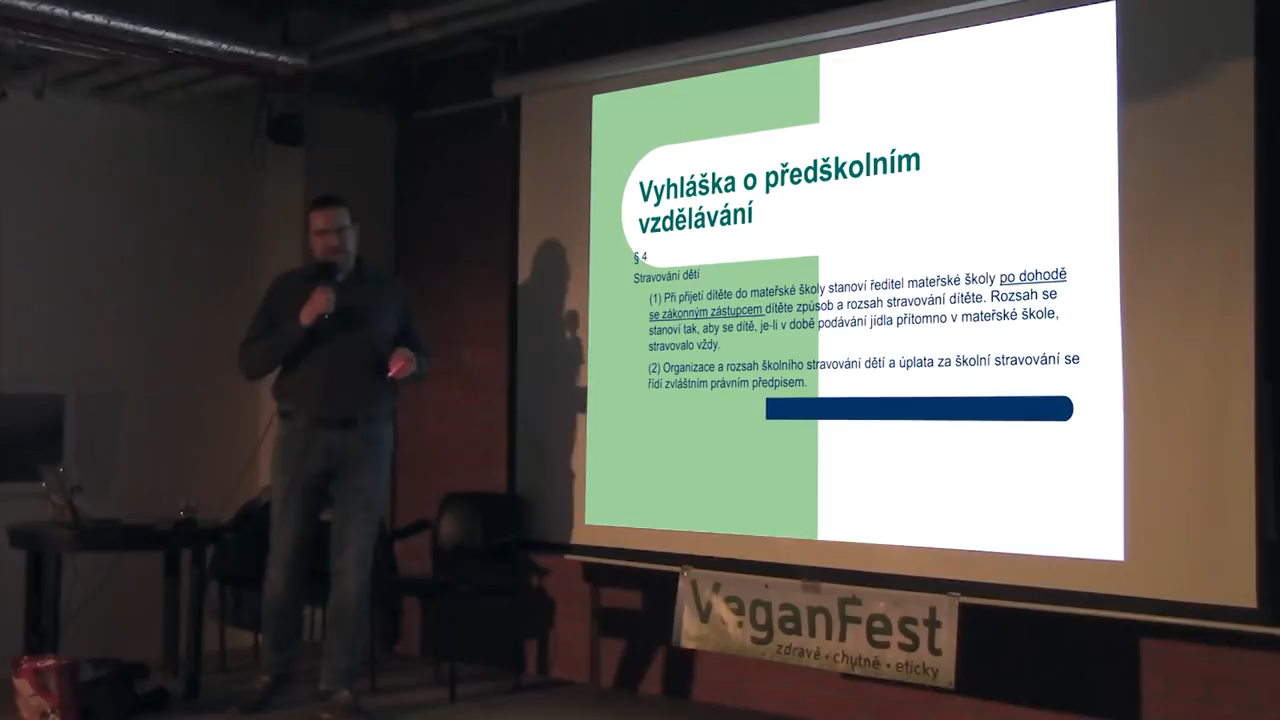 Vyhláška o předškolním
vzdělávání
§ 4
Stravování dětí
(1) Při přijetí dítěte do mateřské školy stanoví ředitel mateřské školy po dohodě
se zákonným zástupcem dítěte způsob a rozsah stravování dítěte. Rozsah se
stanoví tak, aby se dítě, je-li v době podávání jídla přítomno v mateřské škole,
stravovalo vždy.
(2) Organizace a rozsah školního stravování dětí a úplata za školní stravování se
řídí zvláštním právním předpisem.
VeganFest
zdravě • chutně • eticky